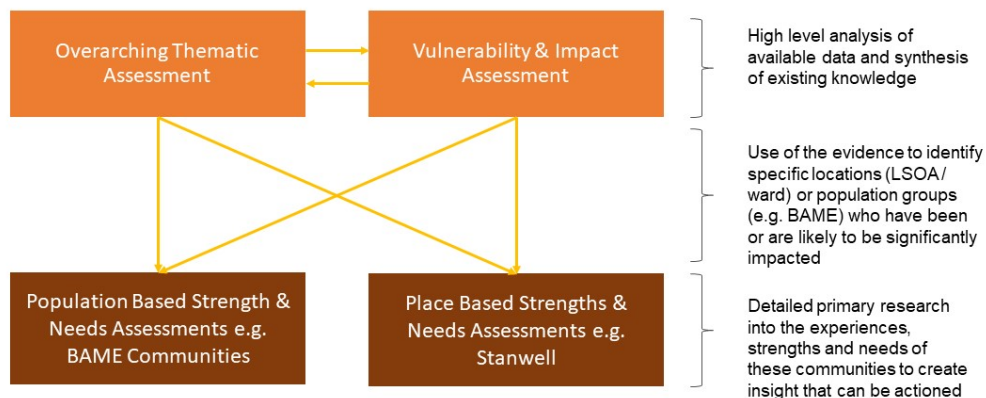 Overarching Thematic
Assessment
Vulnerability & Impact
Assessment
High level analysis of
available data and synthesis
of existing knowledge
Use of the evidence to identify
specific locations (LSOA /
ward) or population groups
(e.g. BAME) who have been
or are likely to be significantly
impacted
Population Based Strength &
Needs Assessments e.g.
BAME Communities
Place Based Strengths &
Needs Assessments e.g.
Stanwell
Detailed primary research
into the experiences,
strengths and needs of
these communities to create
insight that can be actioned